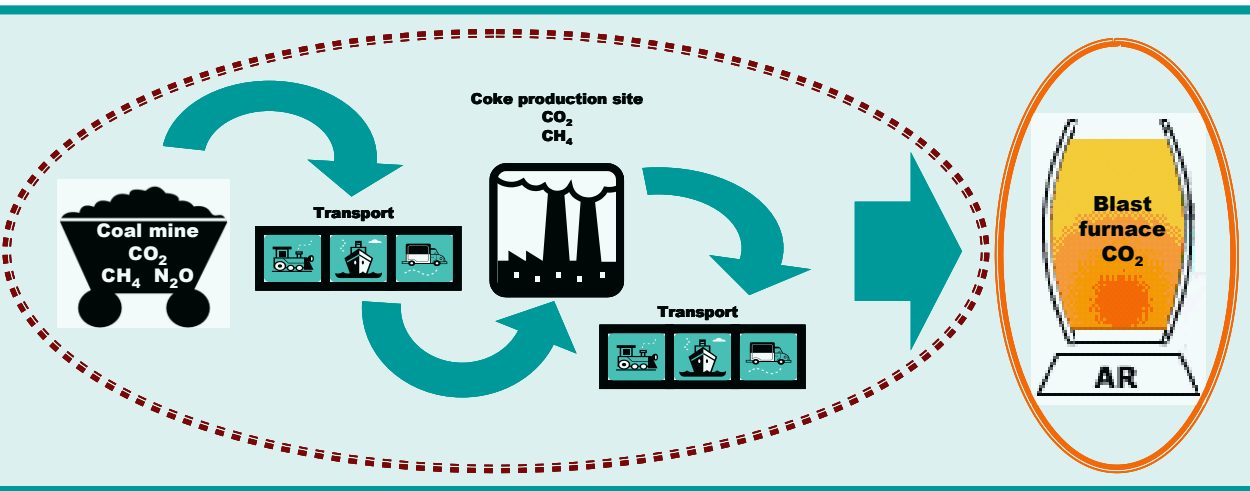 Coke production site
CO₂
CH₄
Transport
Coal mine
CO₂
CH₄ N₂O
Transport
Blast
furnace
CO₂
AR